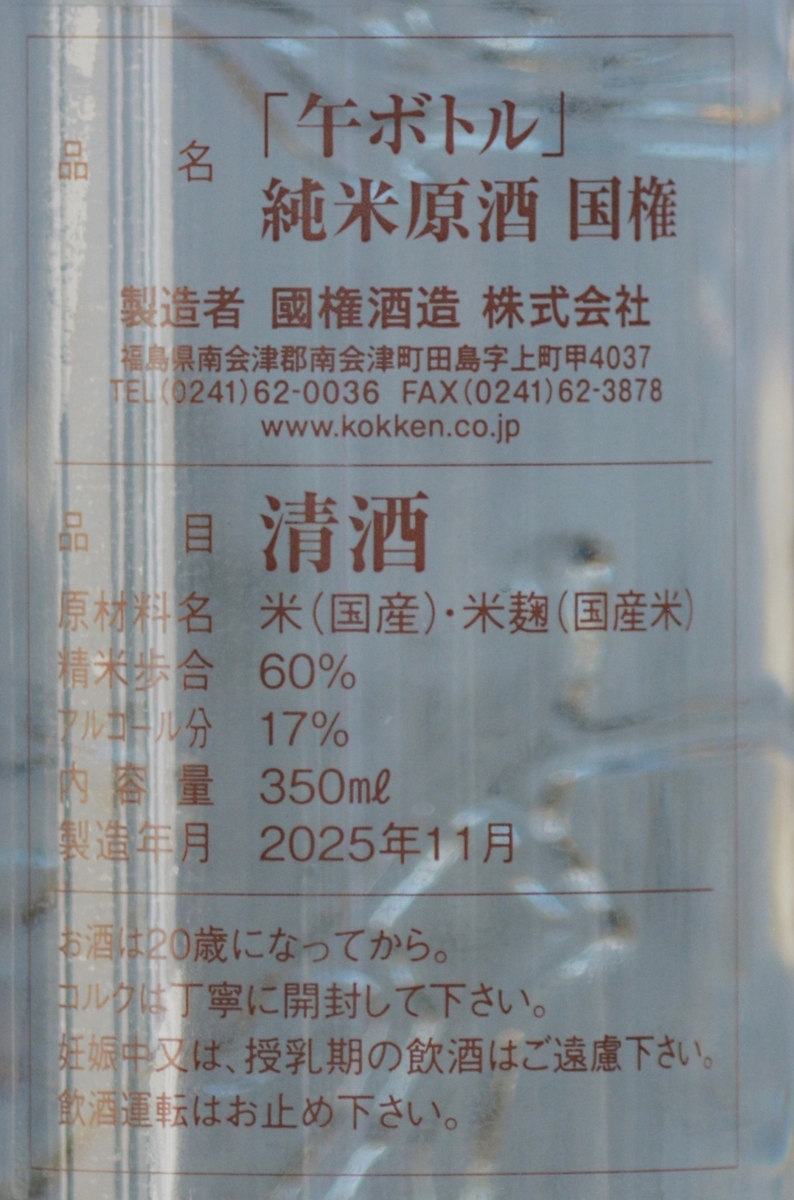 品名 「午ボトル」
純米原酒 国権
製造者 國権酒造 株式会社
福島県南会津郡南会津町田島字上町甲4037
TEL(0241)62-0036 FAX(0241)62-3878
www.kokken.co.jp
品目 清酒
原材料名 米(国産)・米麹(国産米)
精米歩合 60%
アルコール分 17%
内容量 350mℓ
製造年月 2025年11月
お酒は20歳になってから。
コルクは丁寧に開封して下さい。
妊娠中又は、授乳期の飲酒はご遠慮下さい。
飲酒運転はお止め下さい。